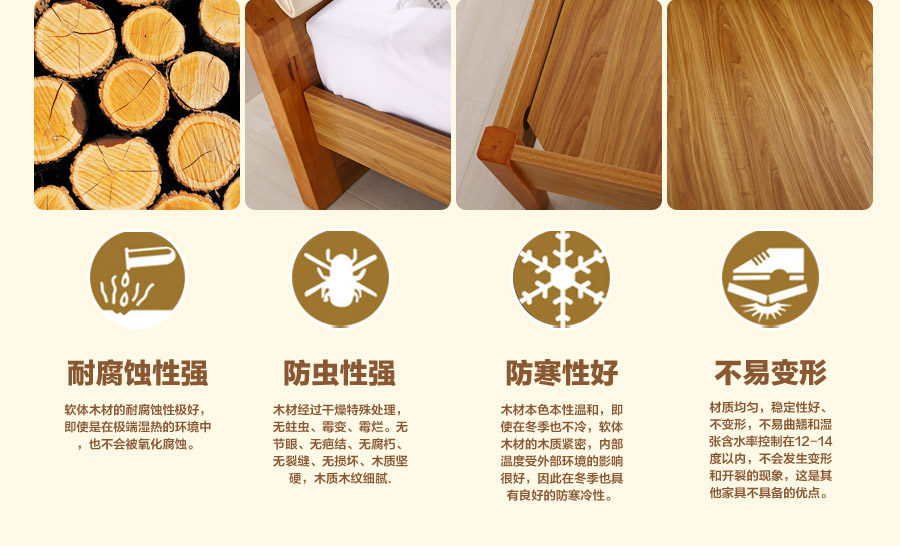 耐腐蚀性强
软体木材的耐腐蚀性极好，
即使是在极端湿热的环境中
，也不会被氧化腐蚀。
防虫性强
木材经过干燥特殊处理，
无蛀虫、霉变、霉烂。无
节眼、无疤结、无腐朽、
无裂缝、无损坏、木质坚
硬，木质木纹细腻.
防寒性好
木材本色本性温和，即
使在冬季也不冷，软体
木材的木质紧密，内部
温度受外部环境的影响
很好，因此在冬季也具
有良好的防寒冷性。
不易变形
材质均匀，稳定性好、
不变形，不易曲翘和湿
张含水率控制在12-14
度以内，不会发生变形
和开裂的现象，这是其
他家具不具备的优点。